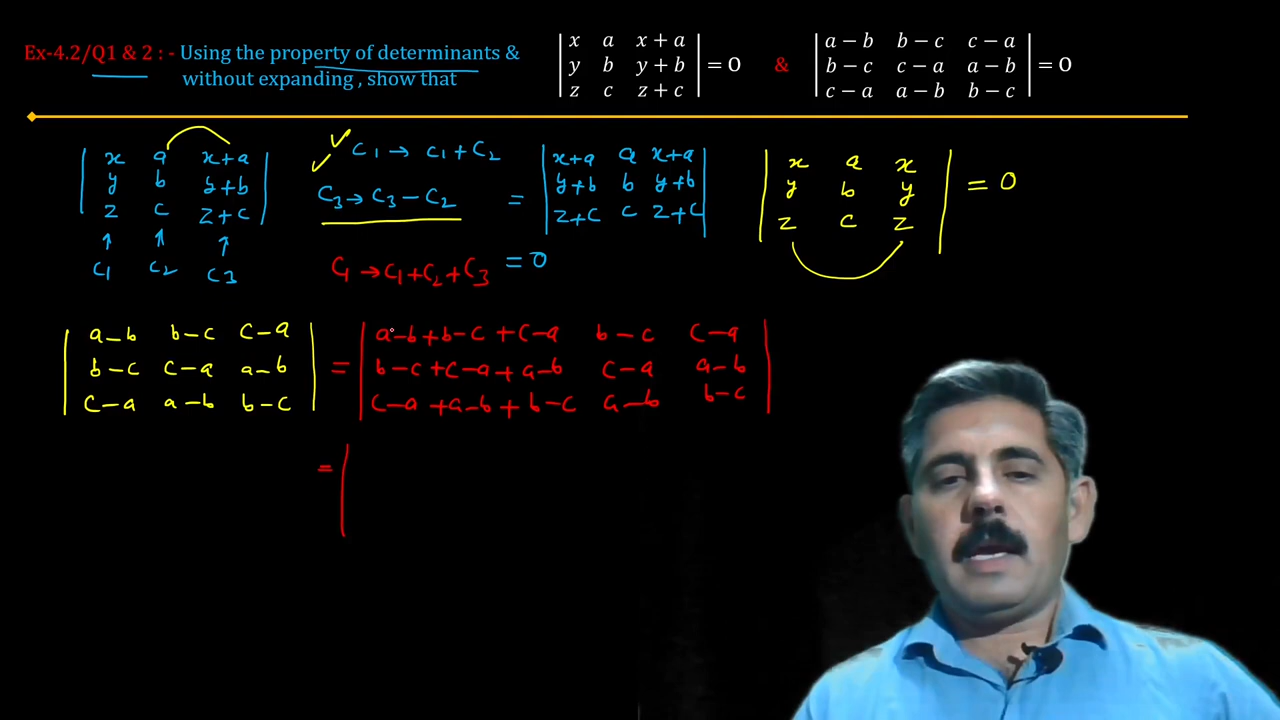 Ex-4.2/Q1 & 2 : - Using the property of determinants &
without expanding , show that
x a x + a
y b y + b = 0
z c z + c
&
a − b b − c c − a
b − c c − a a − b = 0
c − a a − b b − c
x a x+a
y b y+b
z c z+c
↑ ↑ ↑
C1 C2 C3
C1 → C1+C2
C3 → C3 − C2
= x+a a x+a
y+b b y+b
z+c c z+c
= 0
x a x
y b y = 0
z c z
C1 → C1+C2+C3
a−b b−c c−a
b−c c−a a−b
c−a a−b b−c
= a−b+b−c+c−a b−c c−a
b−c+c−a+a−b c−a a−b
c−a+a−b+b−c a−b b−c
=